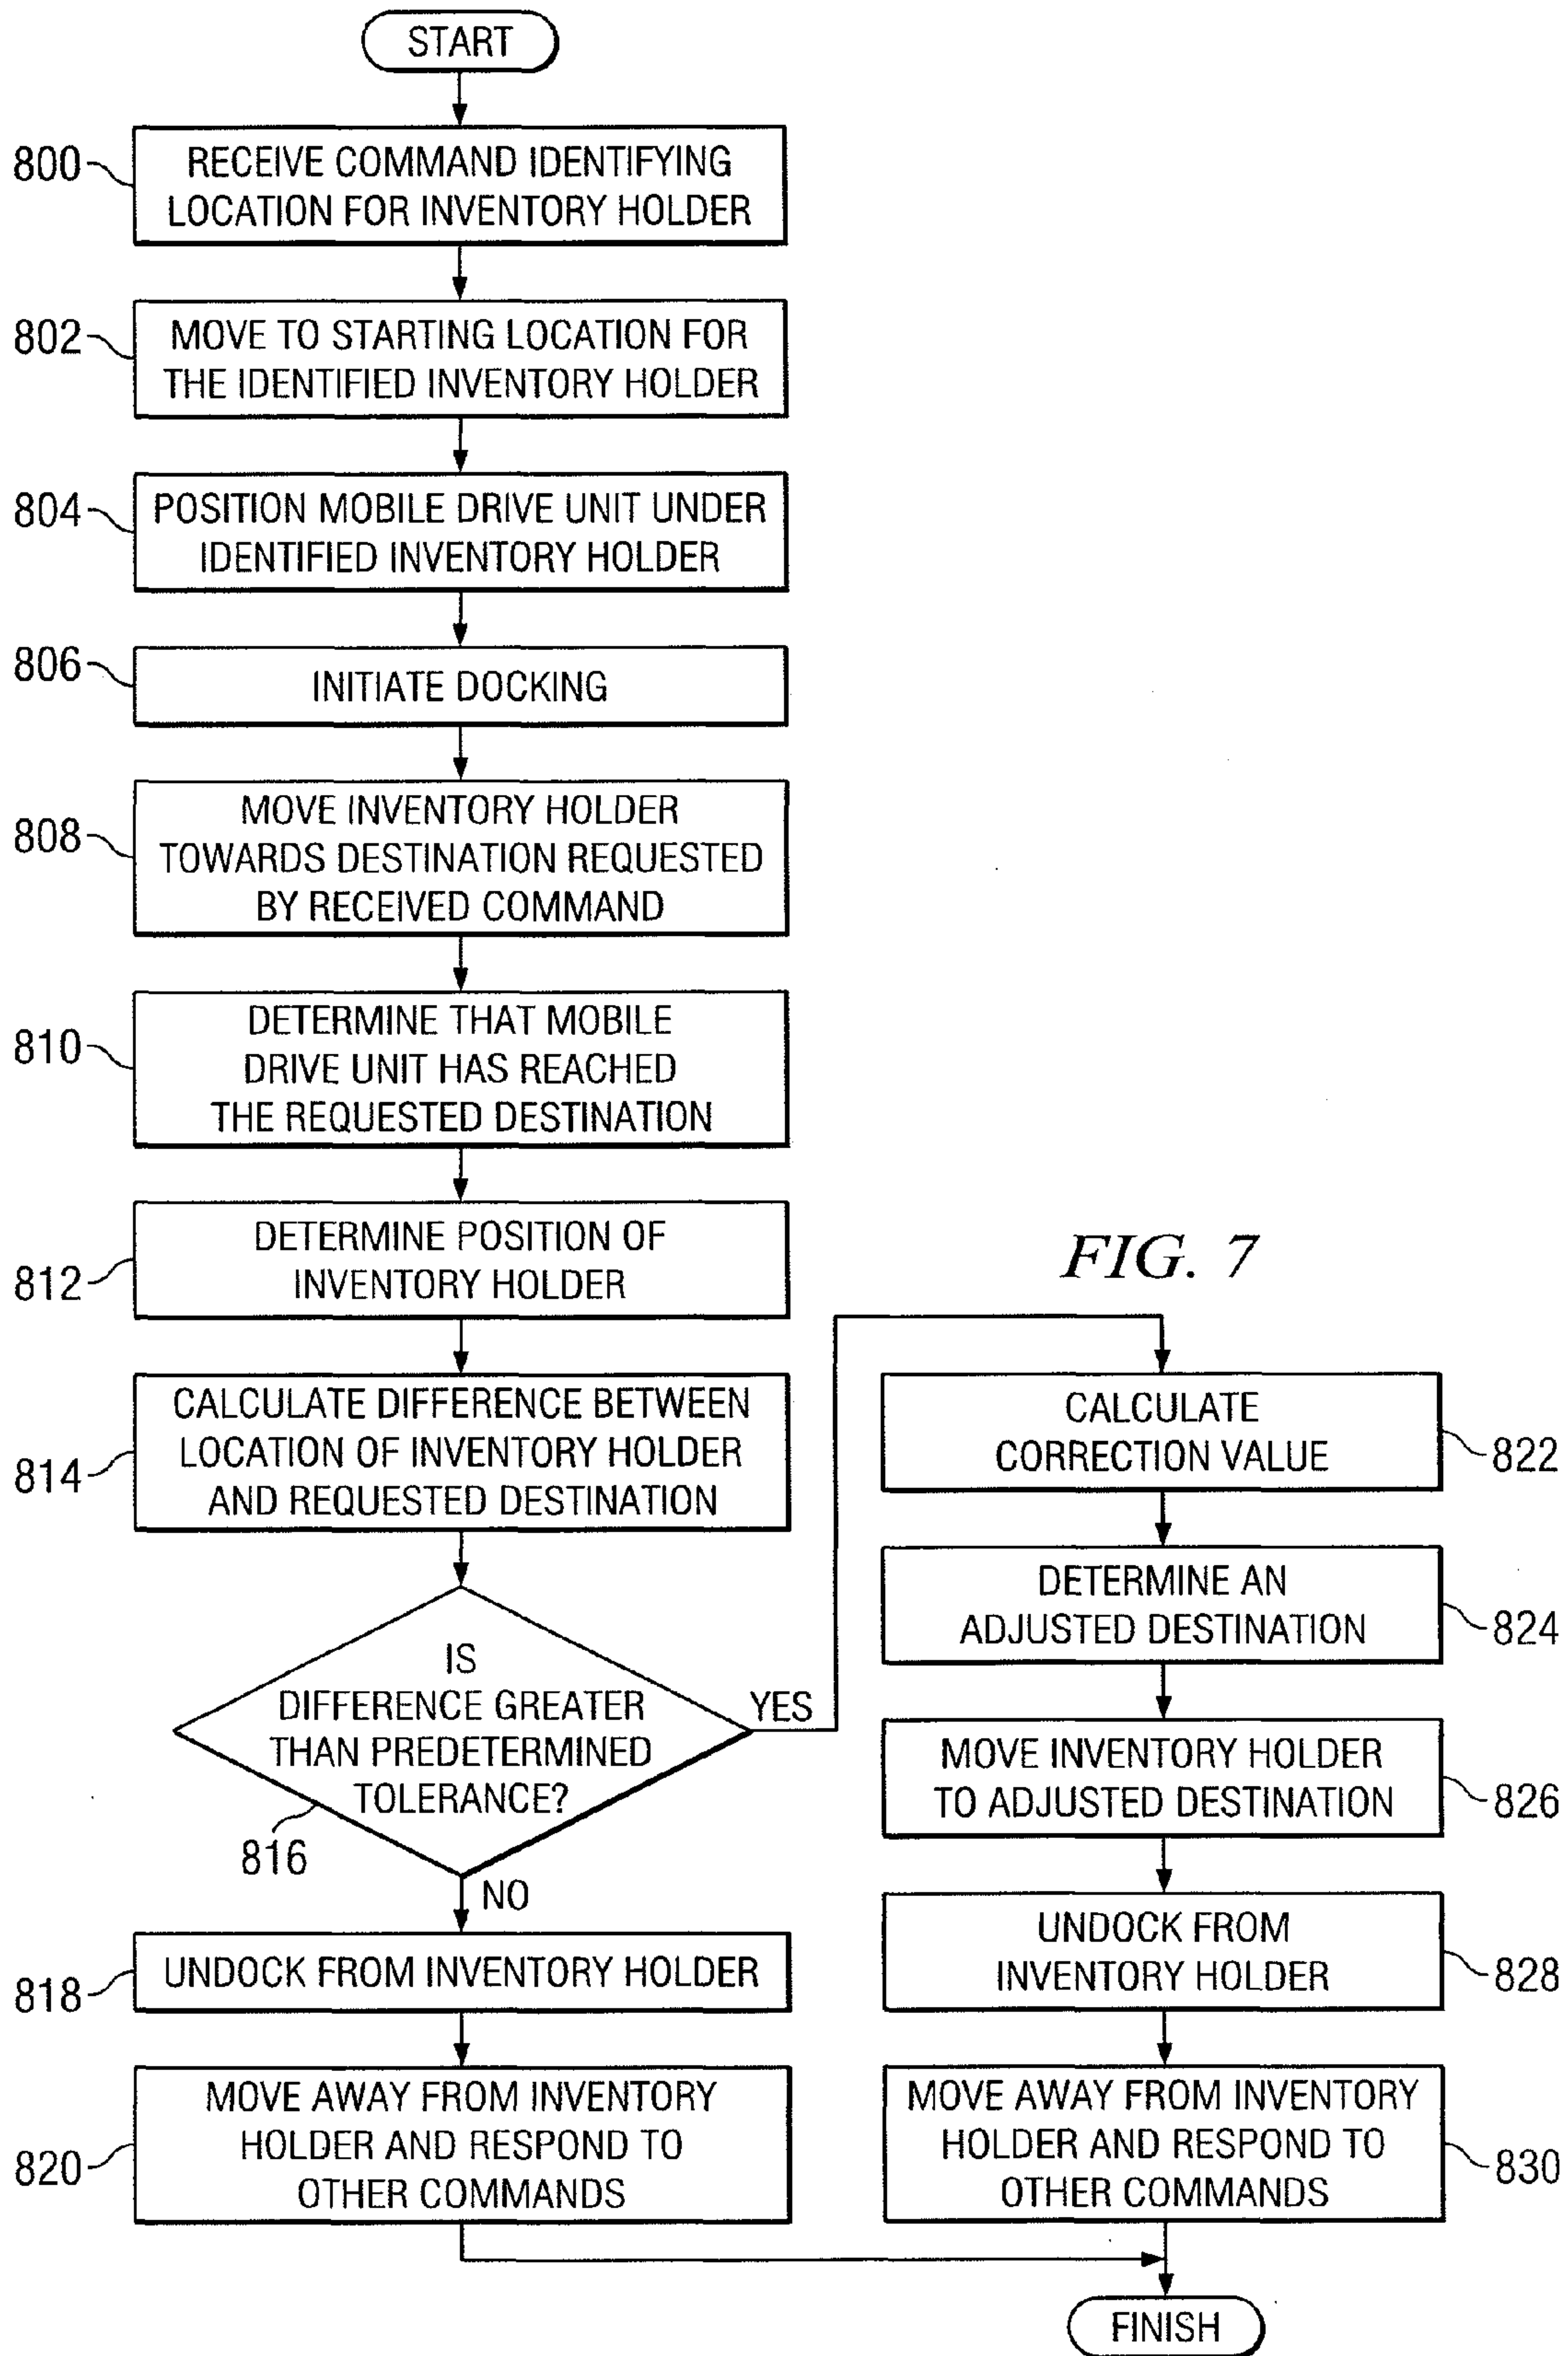 START
800
RECEIVE COMMAND IDENTIFYING
LOCATION FOR INVENTORY HOLDER
802
MOVE TO STARTING LOCATION FOR
THE IDENTIFIED INVENTORY HOLDER
804
POSITION MOBILE DRIVE UNIT UNDER
IDENTIFIED INVENTORY HOLDER
806
INITIATE DOCKING
808
MOVE INVENTORY HOLDER
TOWARDS DESTINATION REQUESTED
BY RECEIVED COMMAND
810
DETERMINE THAT MOBILE
DRIVE UNIT HAS REACHED
THE REQUESTED DESTINATION
812
DETERMINE POSITION OF
INVENTORY HOLDER
814
CALCULATE DIFFERENCE BETWEEN
LOCATION OF INVENTORY HOLDER
AND REQUESTED DESTINATION
IS
DIFFERENCE GREATER
THAN PREDETERMINED
TOLERANCE?
816
YES
NO
818
UNDOCK FROM INVENTORY HOLDER
820
MOVE AWAY FROM INVENTORY
HOLDER AND RESPOND TO
OTHER COMMANDS
FIG. 7
CALCULATE
CORRECTION VALUE
822
DETERMINE AN
ADJUSTED DESTINATION
824
MOVE INVENTORY HOLDER
TO ADJUSTED DESTINATION
826
UNDOCK FROM
INVENTORY HOLDER
828
MOVE AWAY FROM INVENTORY
HOLDER AND RESPOND TO
OTHER COMMANDS
830
FINISH